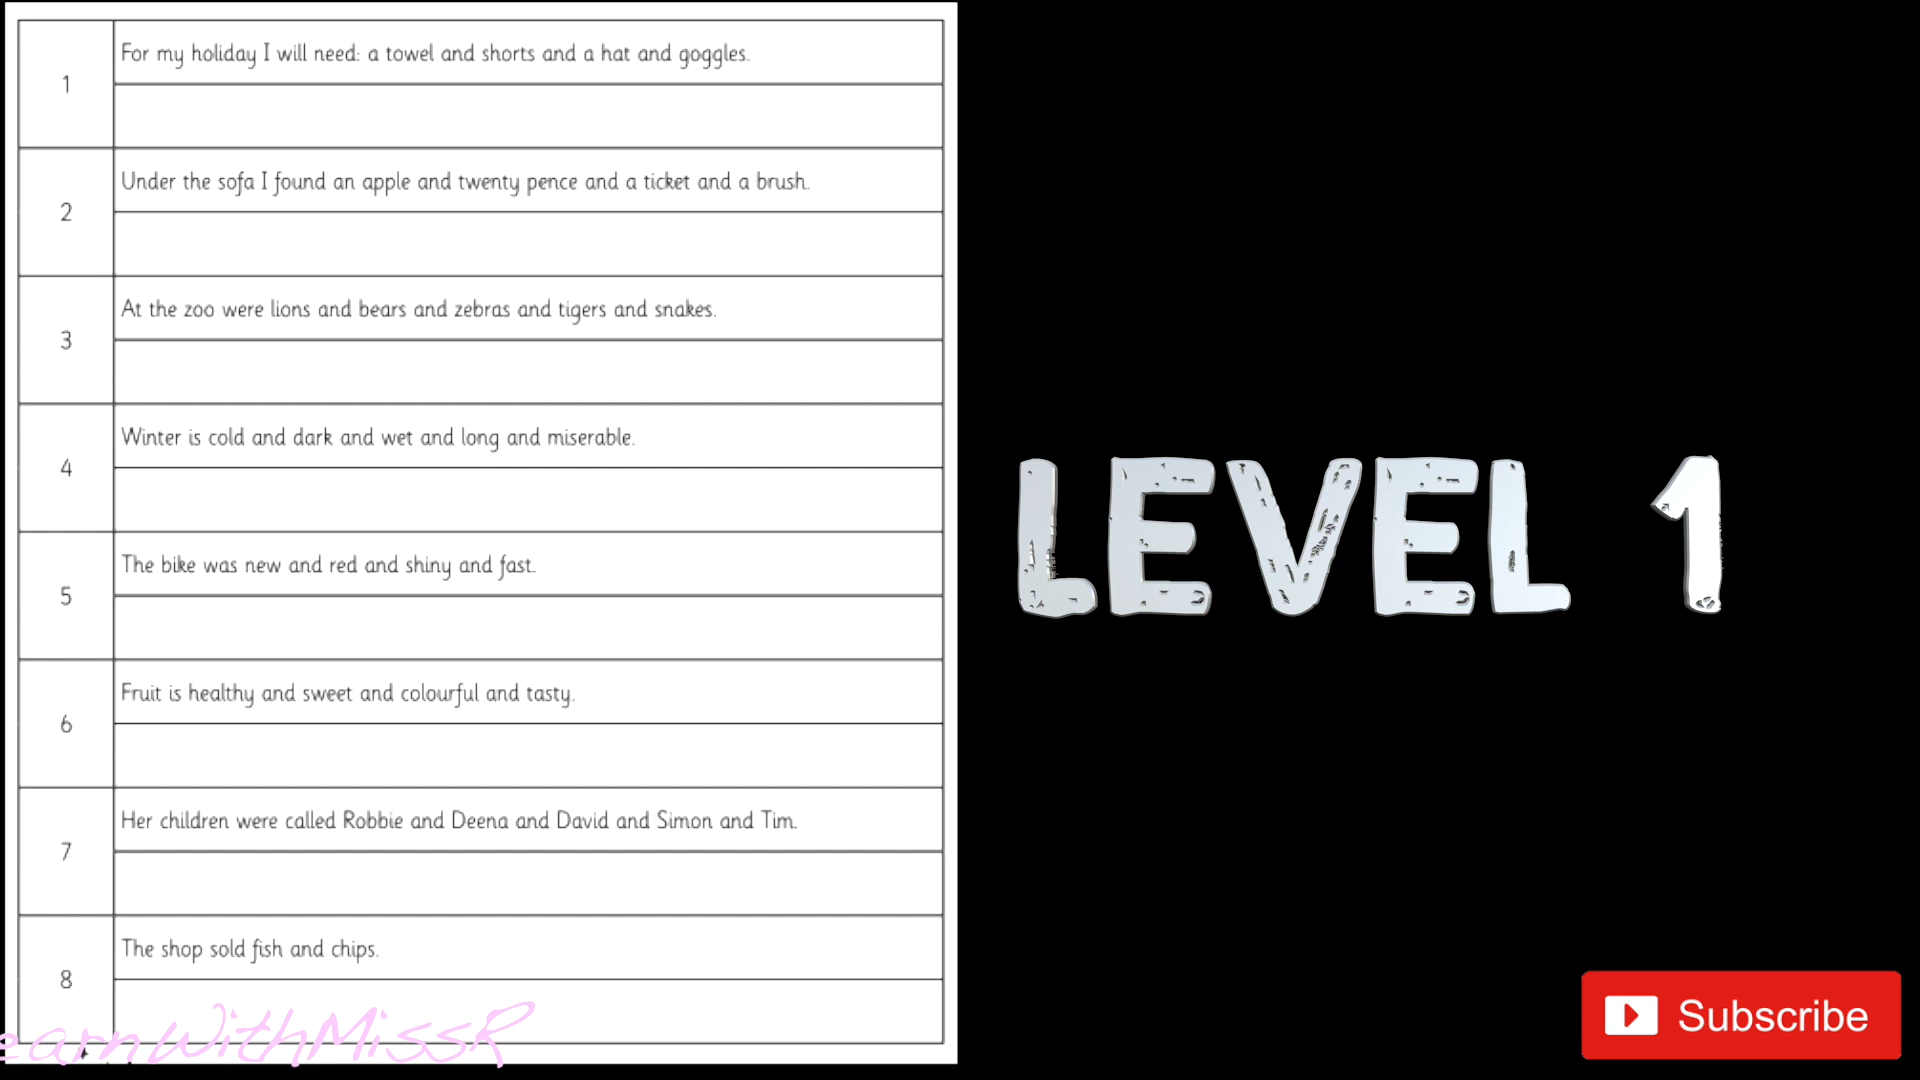 1
For my holiday I will need: a towel and shorts and a hat and goggles.
2
Under the sofa I found an apple and twenty pence and a ticket and a brush.
3
At the zoo were lions and bears and zebras and tigers and snakes.
4
Winter is cold and dark and wet and long and miserable.
5
The bike was new and red and shiny and fast.
6
Fruit is healthy and sweet and colourful and tasty.
7
Her children were called Robbie and Deena and David and Simon and Tim.
8
The shop sold fish and chips.
earnWithMissR
LEVEL 1
Subscribe